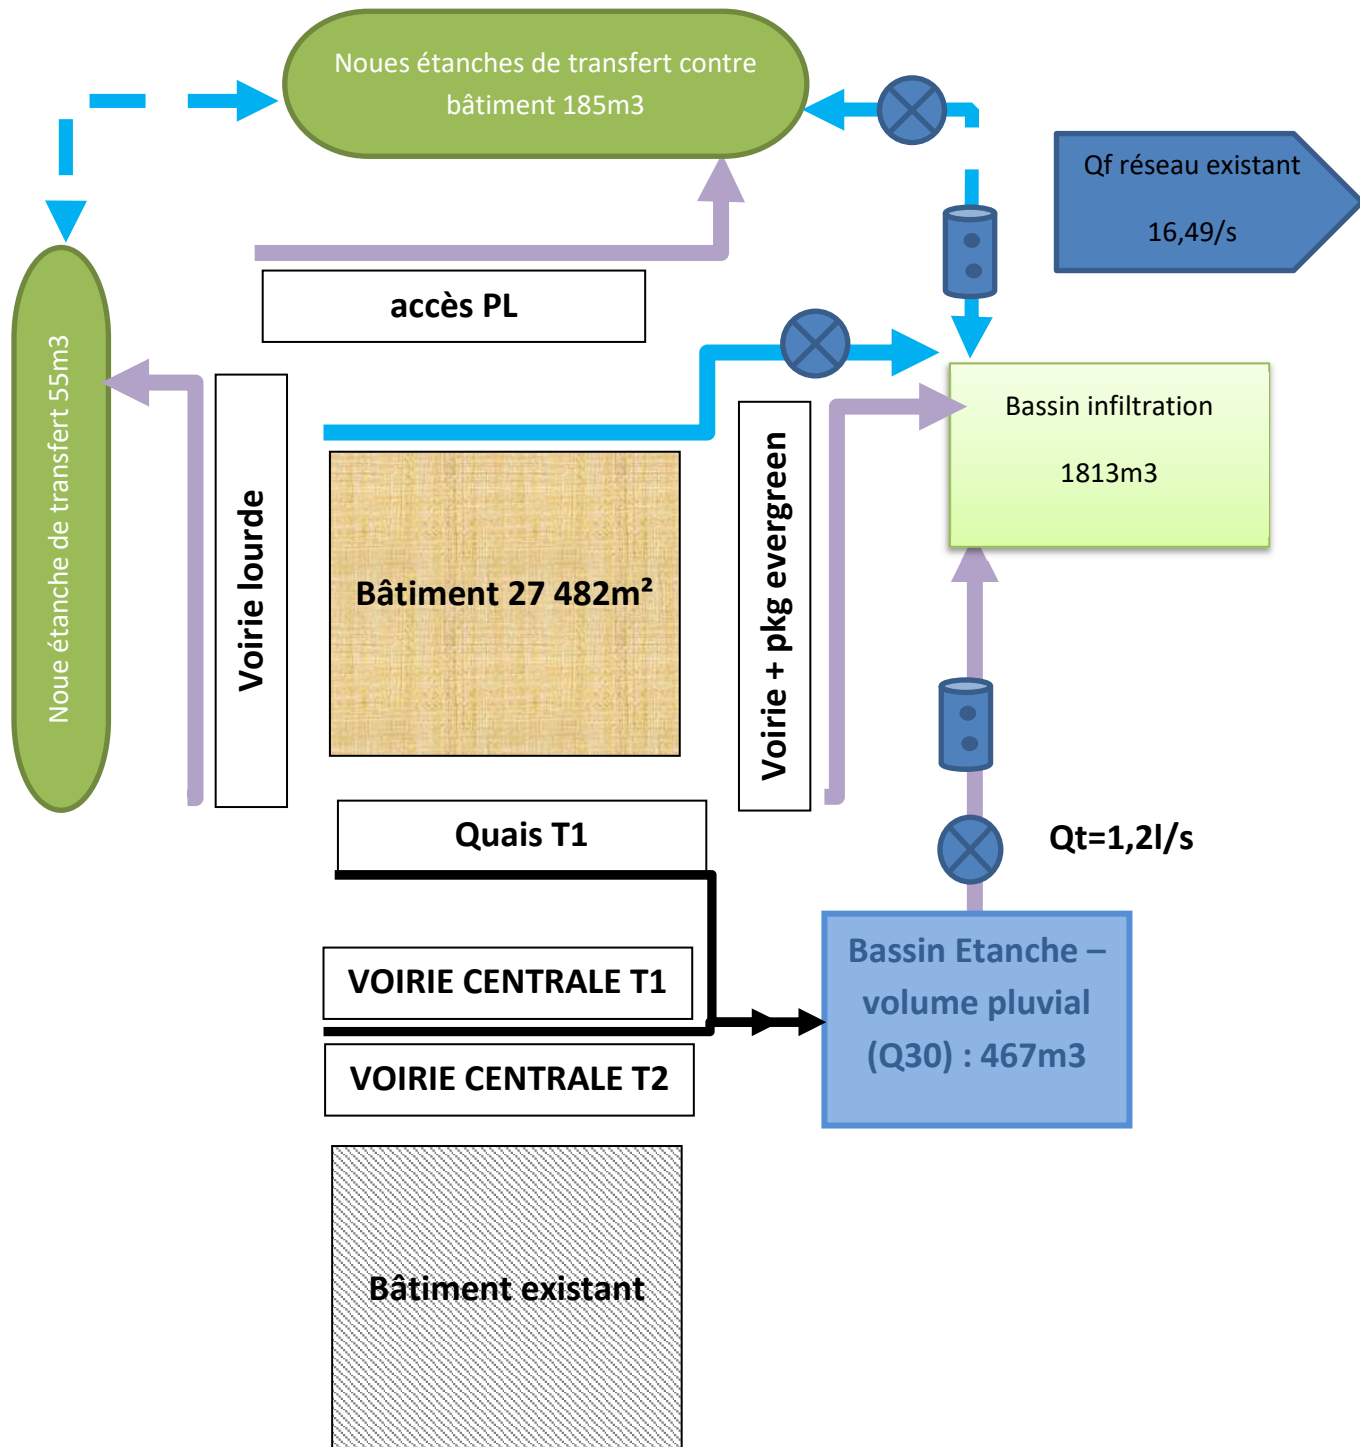 Noues étanches de transfert contre
bâtiment 185m3
Qf réseau existant
16,49/s
accès PL
Noue étanche de transfert 55m3
Voirie lourde
Bâtiment 27 482m²
Voirie + pkg evergreen
Bassin infiltration
1813m3
Quais T1
Qt=1,2l/s
VOIRIE CENTRALE T1
VOIRIE CENTRALE T2
Bassin Etanche –
volume pluvial
(Q30) : 467m3
Bâtiment existant